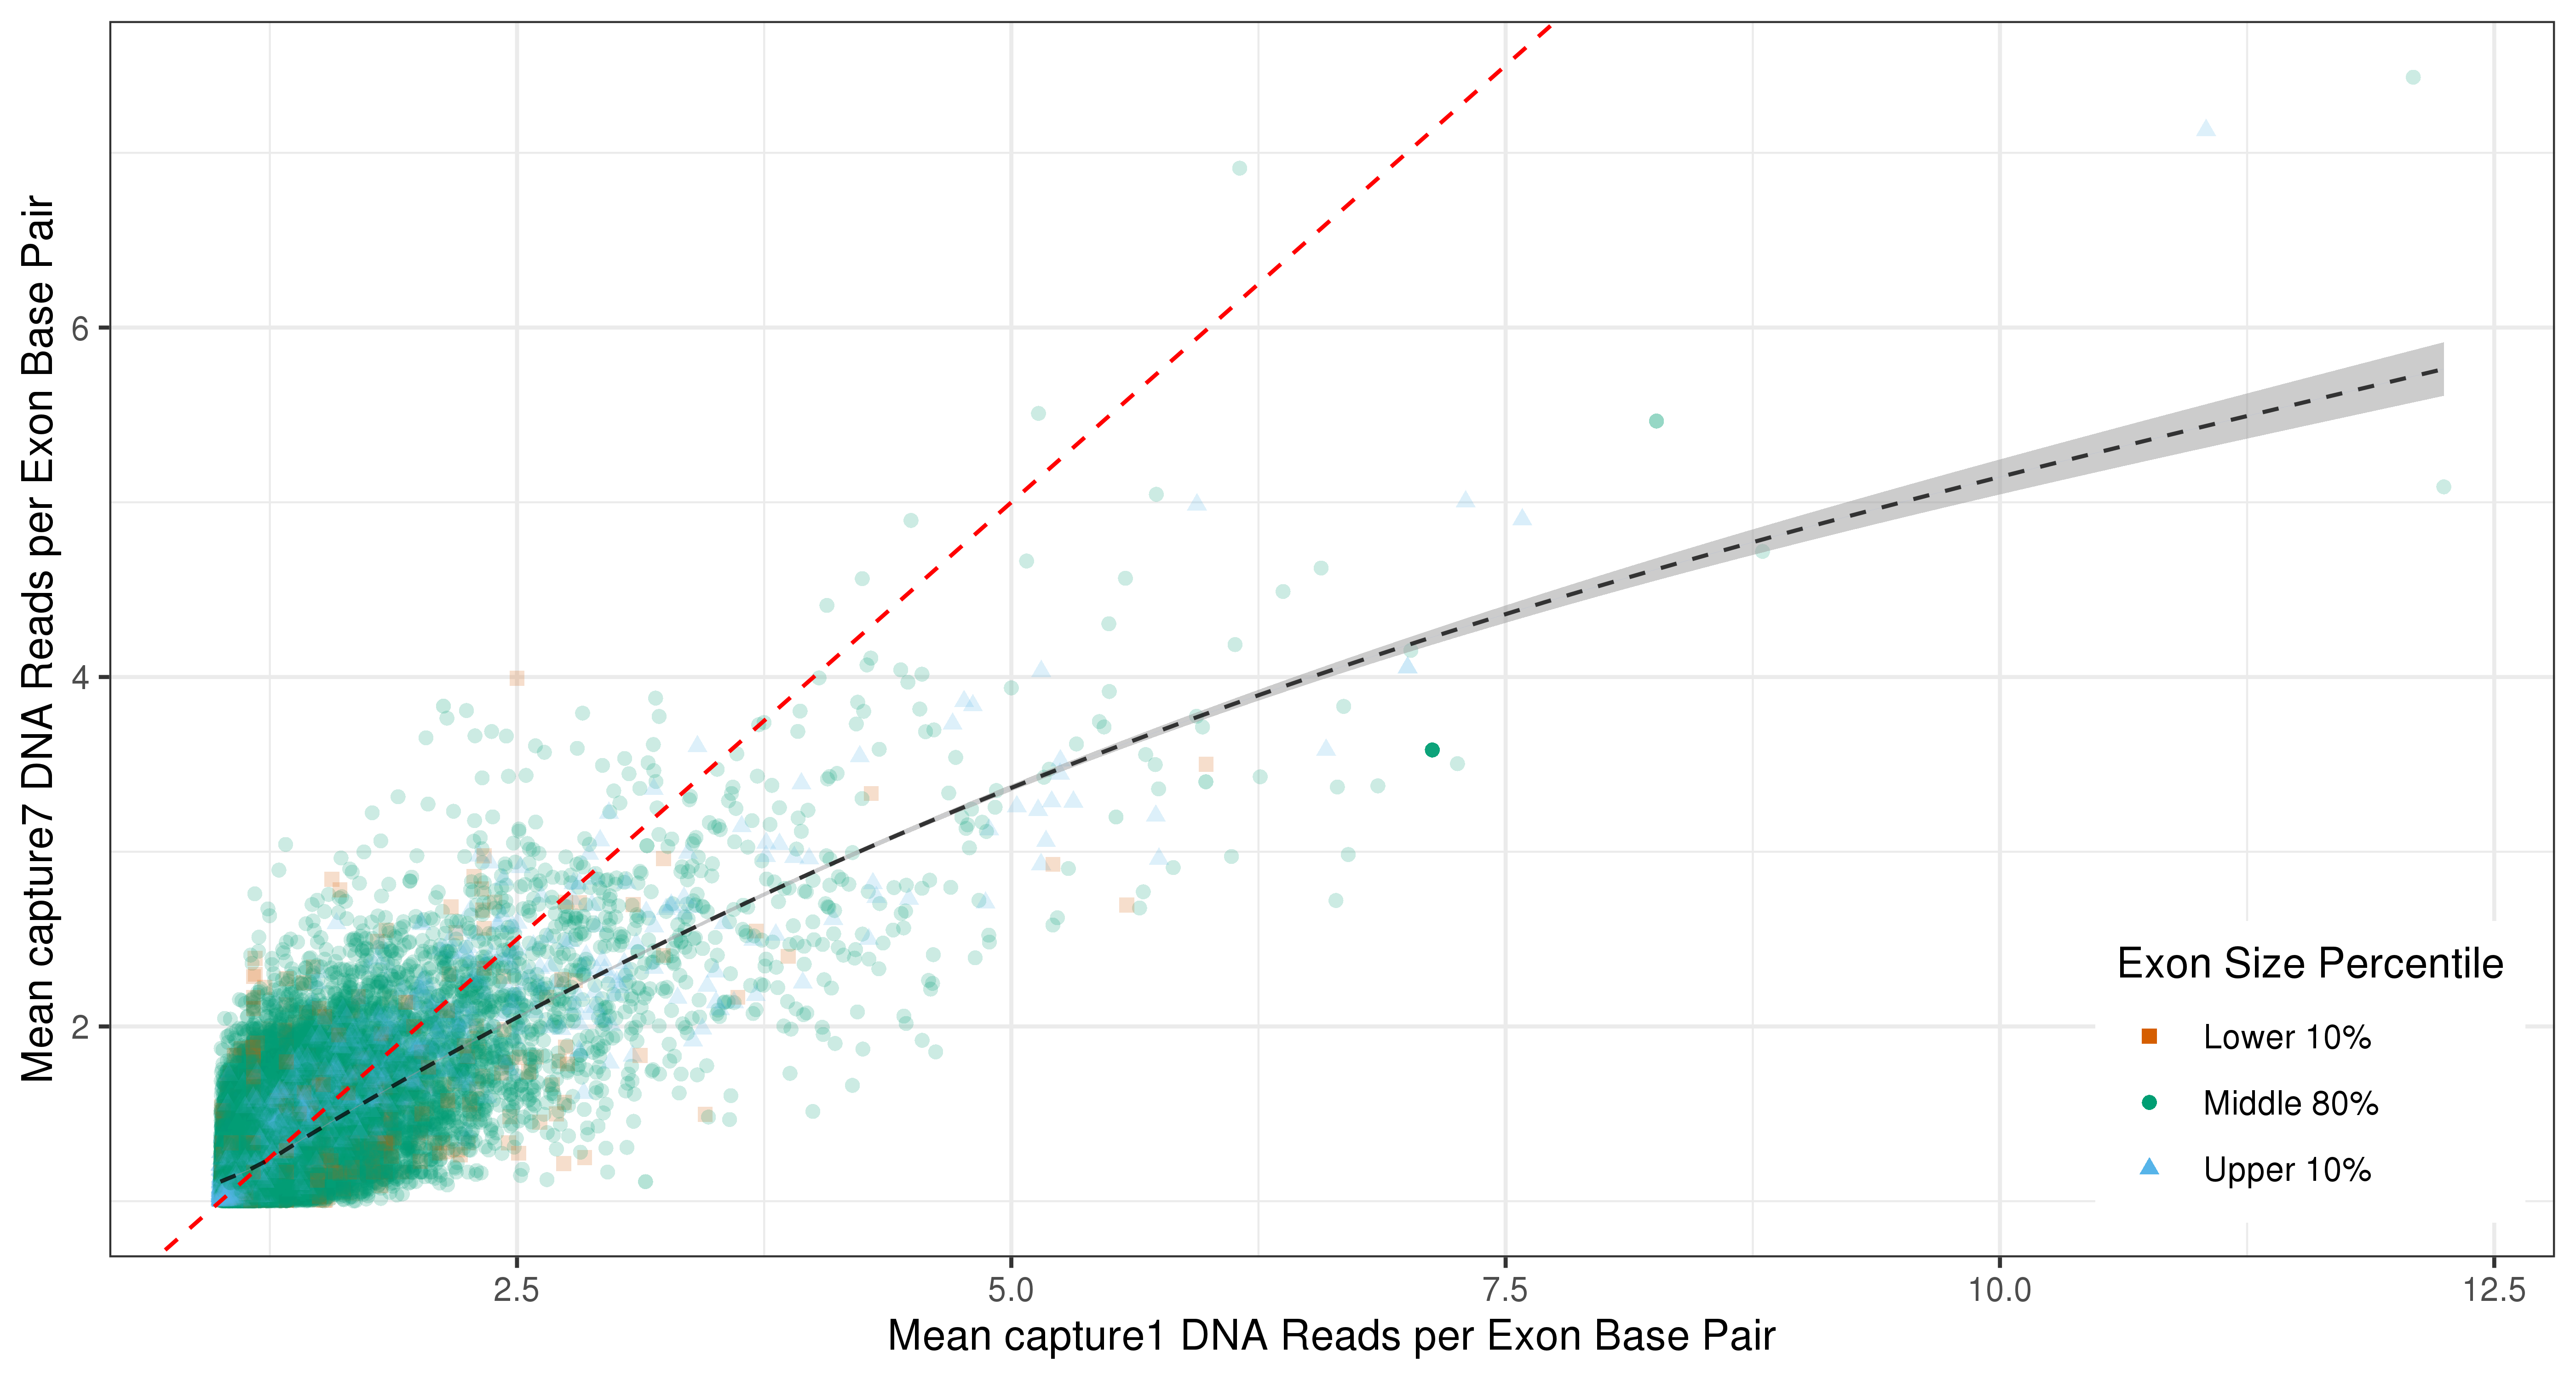 Mean capture7 DNA Reads per Exon Base Pair
6
4
2
Exon Size Percentile
Lower 10%
Middle 80%
Upper 10%
2.5
5.0
7.5
10.0
12.5
Mean capture1 DNA Reads per Exon Base Pair